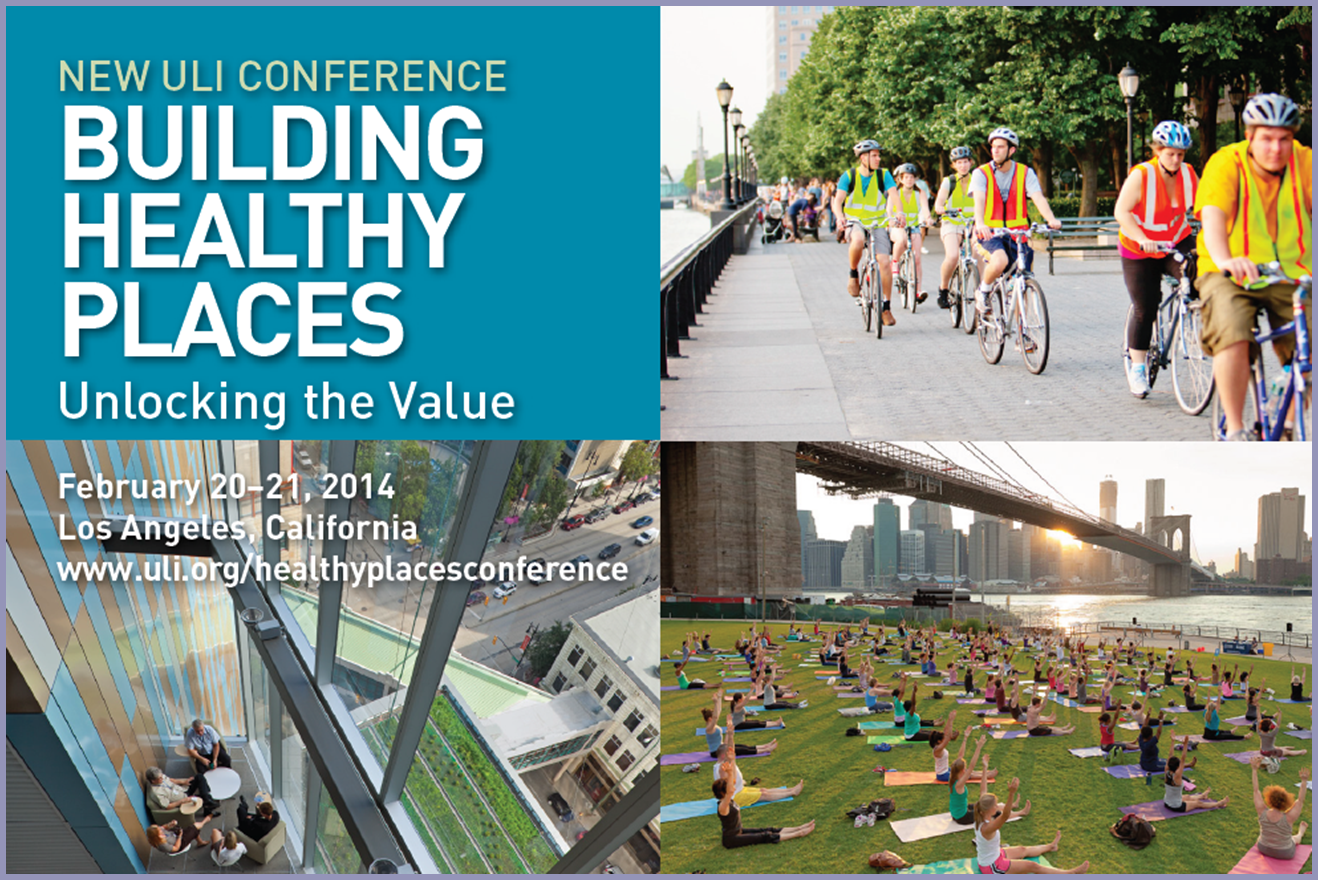 NEW ULI CONFERENCE
BUILDING
HEALTHY
PLACES
Unlocking the Value
February 20–21, 2014
Los Angeles, California
www.uli.org/healthyplacesconference